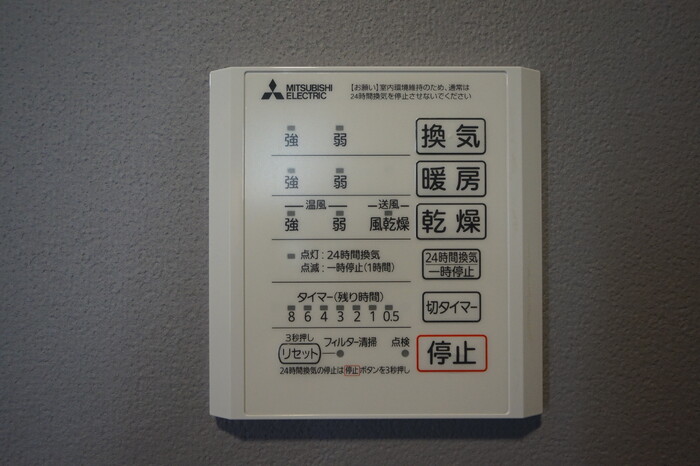 MITSUBISHI
ELECTRIC
【お願い】室内環境維持のため、通常は
24時間換気を停止させないでください
強 弱 換気
強 弱 暖房
温風 送風
強 弱 風乾燥 乾燥
点灯：24時間換気
点滅：一時停止(1時間)
24時間換気
一時停止
タイマー(残り時間)
8 6 4 3 2 1 0.5
切タイマー
3秒押し
リセット フィルター清掃 点検
停止
24時間換気の停止は停止ボタンを3秒押し